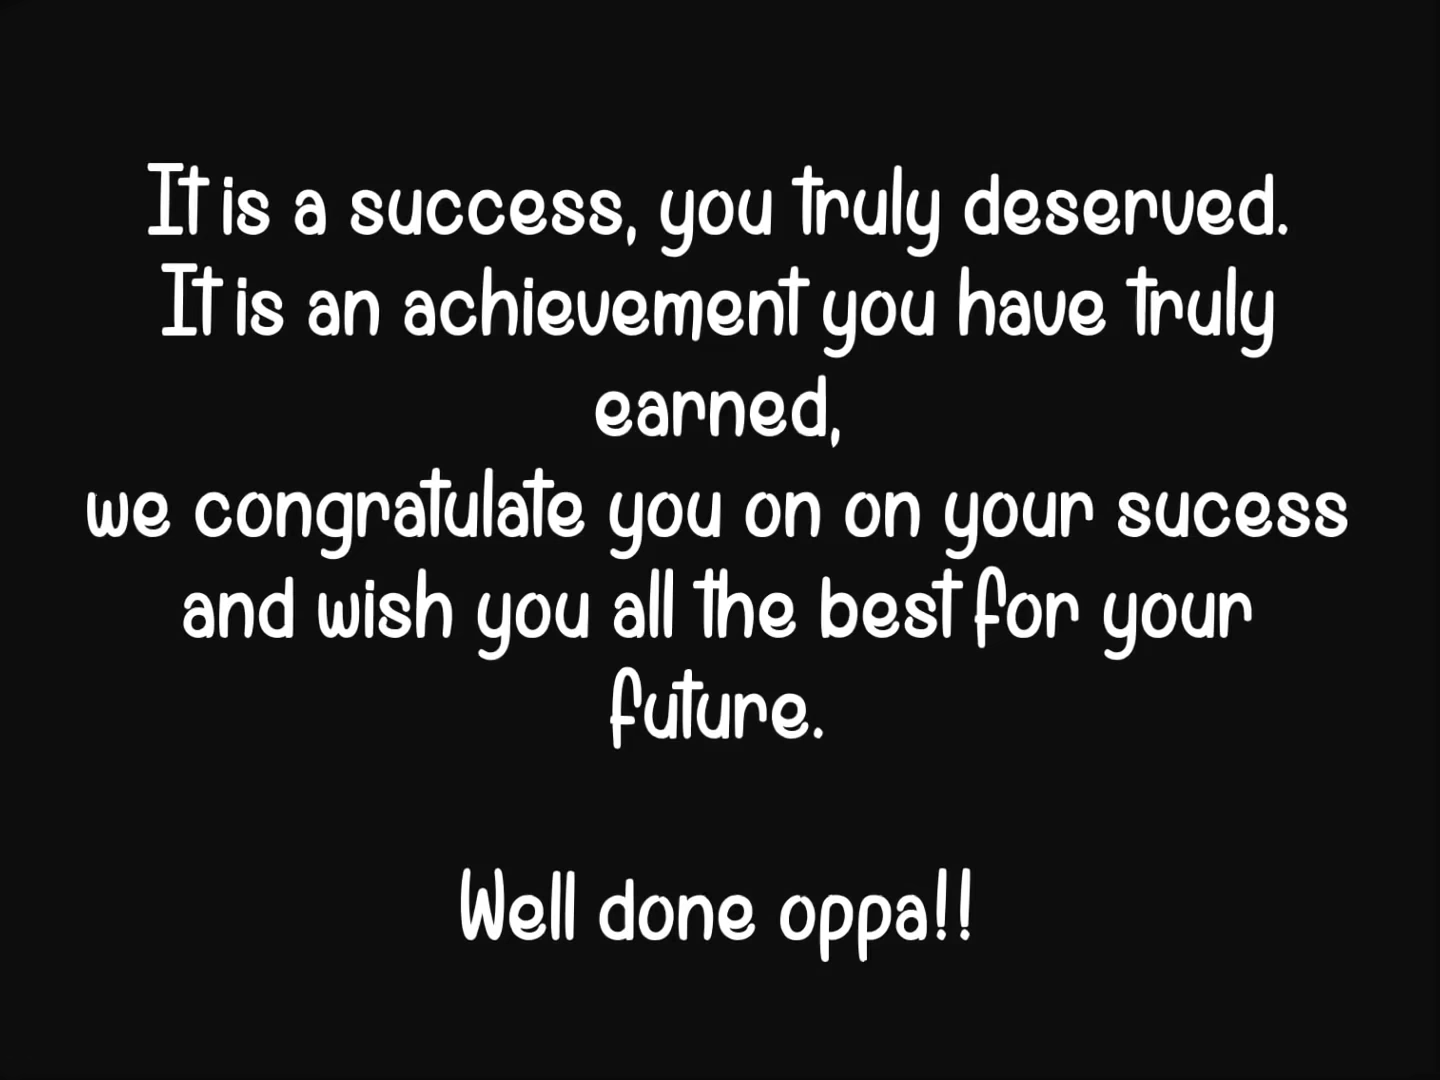 It is a success, you truly deserved.
It is an achievement you have truly
earned,
we congratulate you on on your sucess
and wish you all the best for your
future.
Well done oppa!!